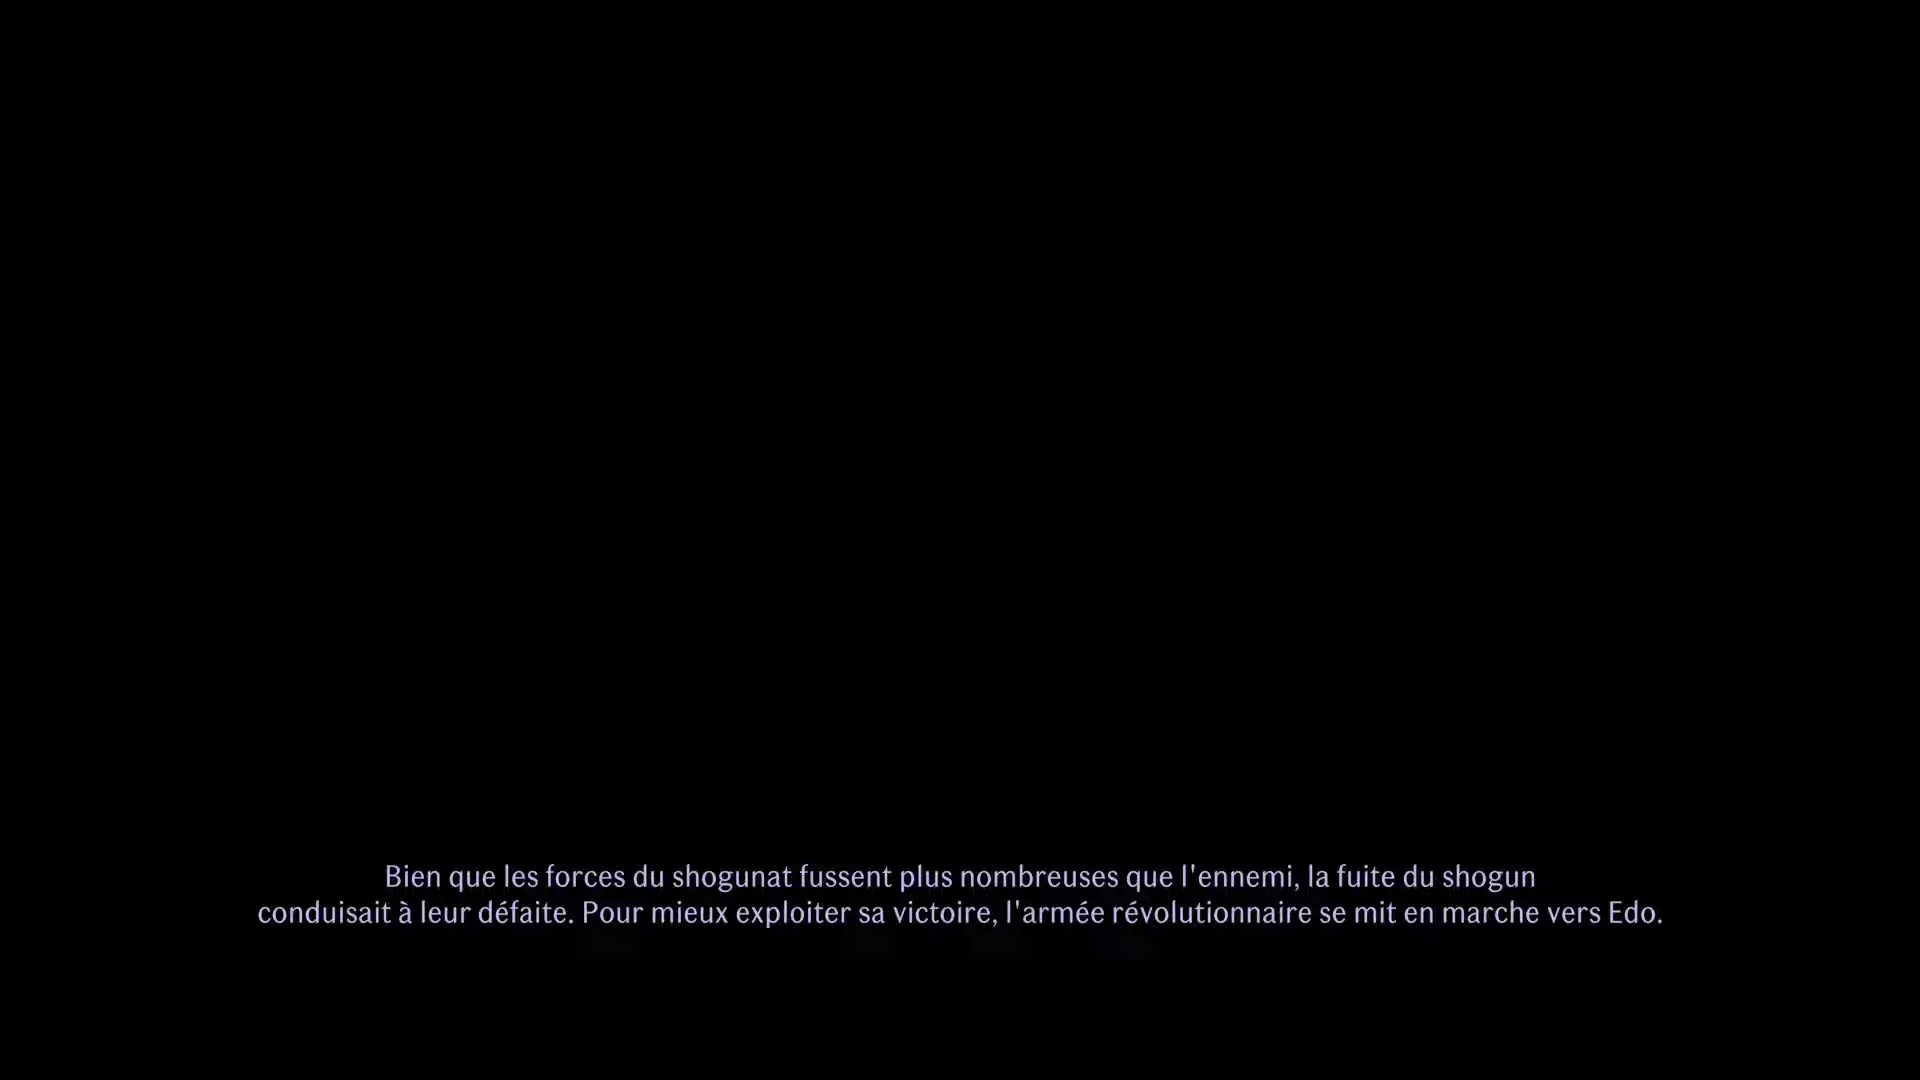 Bien que les forces du shogunat fussent plus nombreuses que l'ennemi, la fuite du shogun
conduisait à leur défaite. Pour mieux exploiter sa victoire, l'armée révolutionnaire se mit en marche vers Edo.